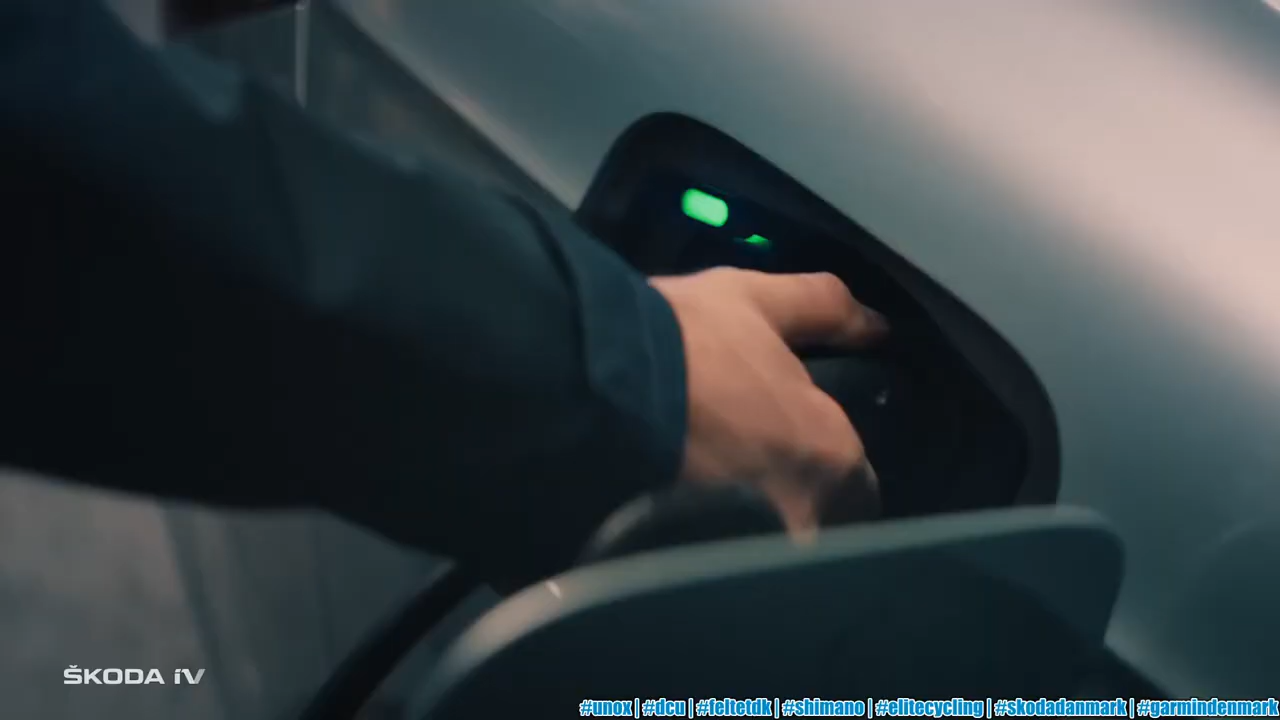 ŠKODA iV
#unox | #dcu | #feltetdk | #shimano | #elitecycling | #skodadanmark | #garmindenmark